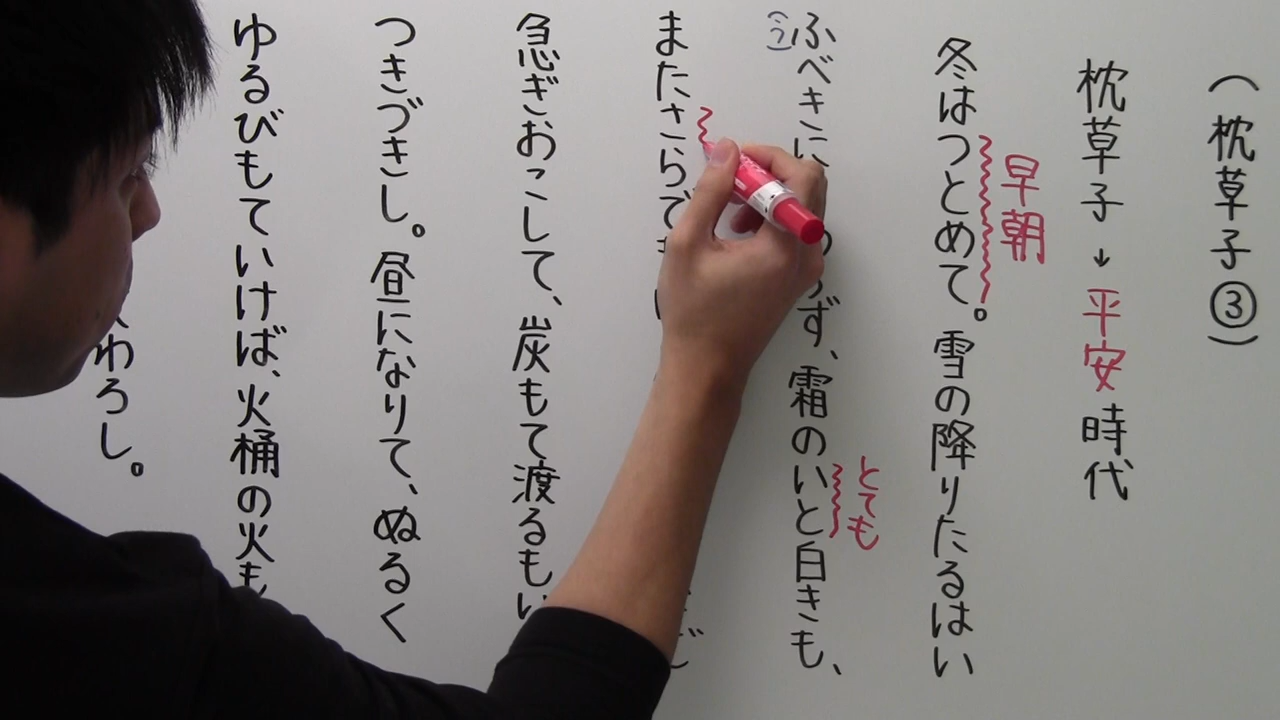 (枕草子③)
枕草子→平安時代
早朝
冬はつとめて。雪の降りたるはい
とても
ふべきに ず、霜のいと白きも、
(う)
またさらで
急ぎおこして、炭もて渡るもい
つきづきし。昼になりて、ぬるく
ゆるびもていけば、火桶の火も
わろし。